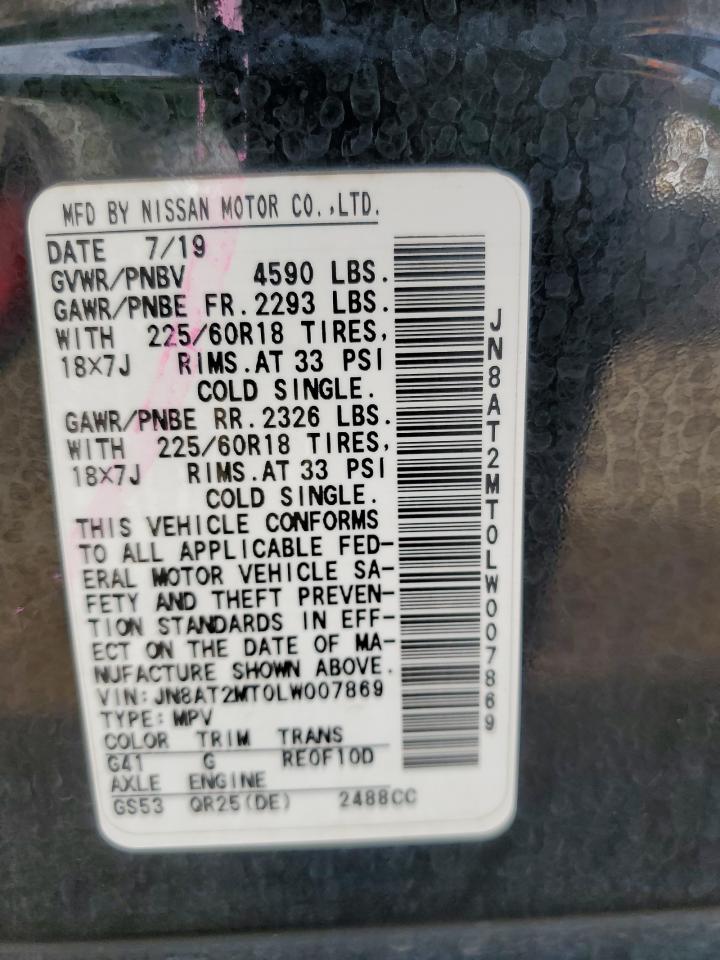 MFD BY NISSAN MOTOR CO.,LTD.
DATE 7/19
GVWR/PNBV 4590 LBS.
GAWR/PNBE FR.2293 LBS.
WITH 225/60R18 TIRES,
18X7J RIMS.AT 33 PSI
COLD SINGLE.
GAWR/PNBE RR.2326 LBS.
WITH 225/60R18 TIRES,
18X7J RIMS.AT 33 PSI
COLD SINGLE.
THIS VEHICLE CONFORMS
TO ALL APPLICABLE FED-
ERAL MOTOR VEHICLE SA-
FETY AND THEFT PREVEN-
TION STANDARDS IN EFF-
ECT ON THE DATE OF MA-
NUFACTURE SHOWN ABOVE.
VIN:JN8AT2MT0LW007869
TYPE:MPV
COLOR TRIM TRANS
G41 G RE0F10D
AXLE ENGINE
GS53 QR25(DE) 2488CC
JN8AT2MT0LW007869